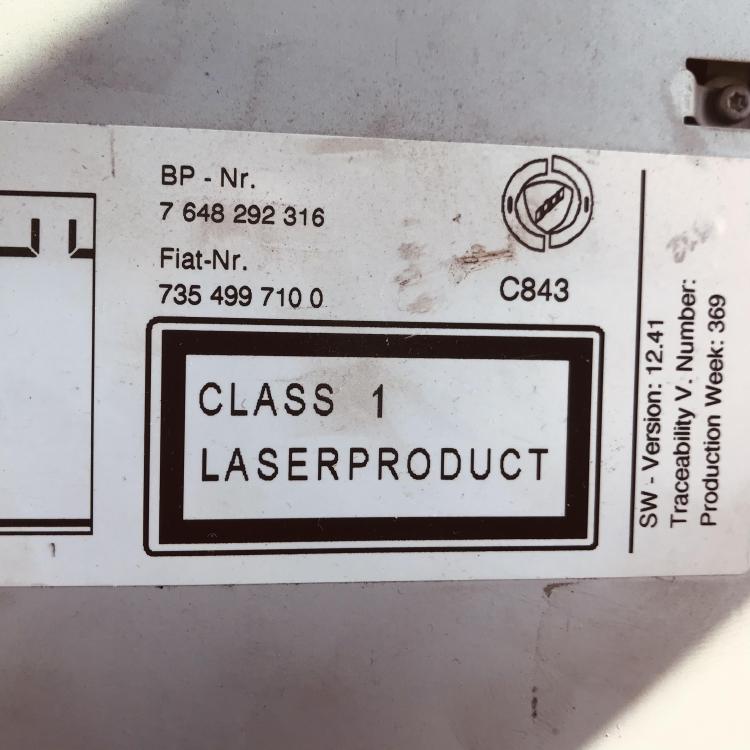 BP - Nr.
7 648 292 316
Fiat-Nr.
735 499 710 0
C843
CLASS 1
LASERPRODUCT
SW - Version: 12.41
Traceability V. Number:
Production Week: 369